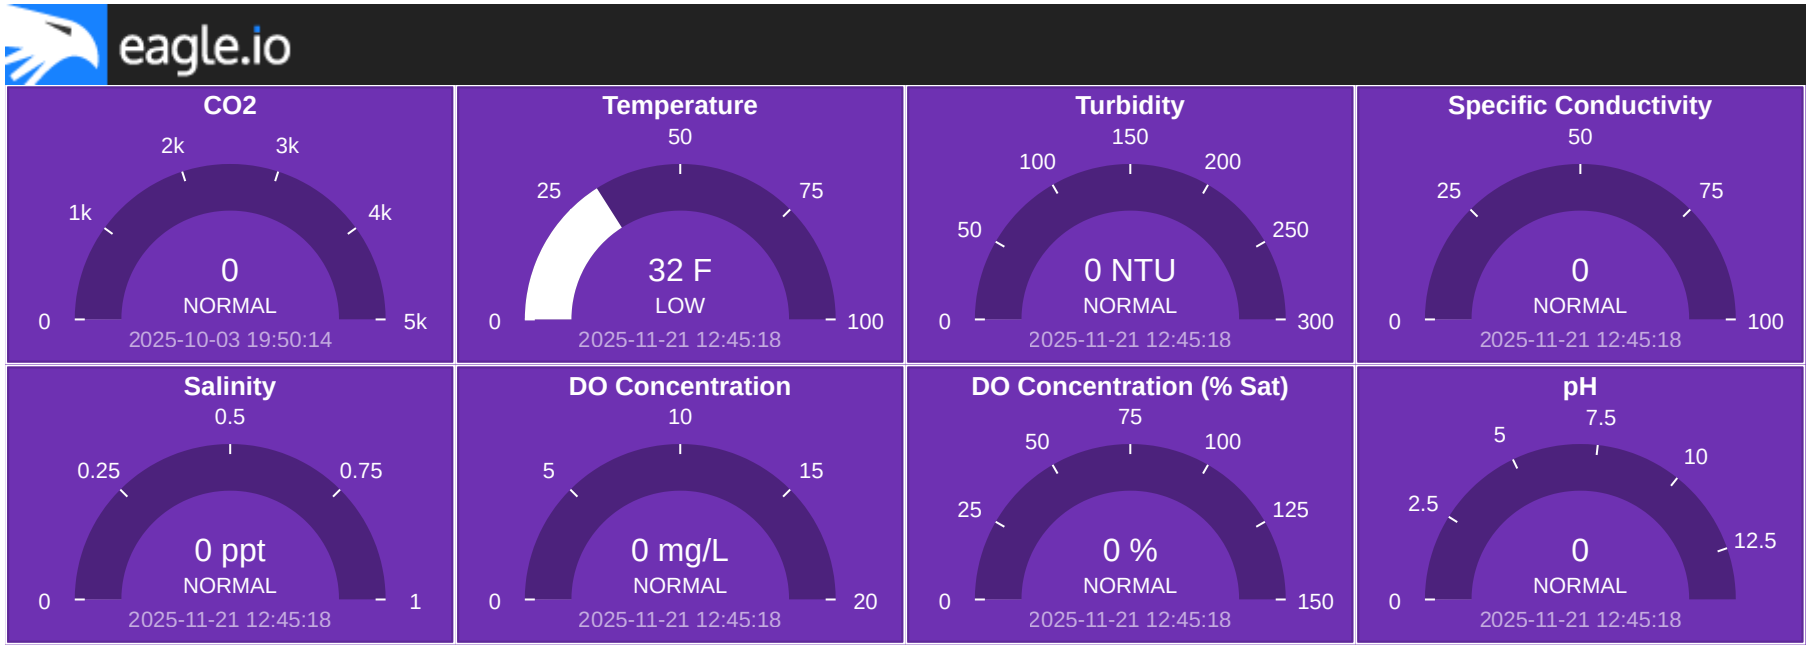 eagle.io
CO2
2k
3k
1k
4k
0
NORMAL
0
5k
2025-10-03 19:50:14
Temperature
50
25
75
32 F
LOW
0
100
2025-11-21 12:45:18
Turbidity
150
100
200
50
250
0 NTU
NORMAL
0
300
2025-11-21 12:45:18
Specific Conductivity
50
25
75
0
NORMAL
0
100
2025-11-21 12:45:18
Salinity
0.5
0.25
0.75
0 ppt
NORMAL
0
1
2025-11-21 12:45:18
DO Concentration
10
5
15
0 mg/L
NORMAL
0
20
2025-11-21 12:45:18
DO Concentration (% Sat)
75
50
100
25
125
0 %
NORMAL
0
150
2025-11-21 12:45:18
pH
7.5
5
10
2.5
12.5
0
NORMAL
0
2025-11-21 12:45:18